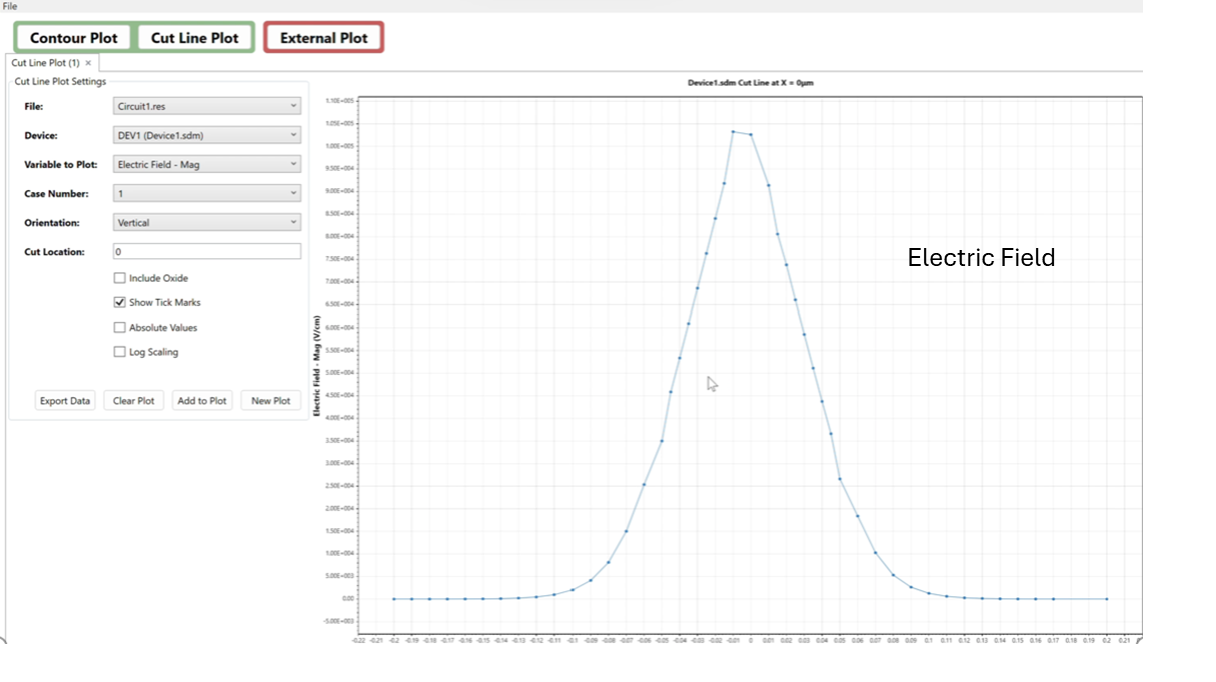 File
Contour Plot
Cut Line Plot
External Plot
Cut Line Plot (1) ×
Cut Line Plot Settings
File: Circuit1.res
Device: DEV1 (Device1.sdm)
Variable to Plot: Electric Field - Mag
Case Number: 1
Orientation: Vertical
Cut Location: 0
Include Oxide
Show Tick Marks
Absolute Values
Log Scaling
Export Data
Clear Plot
Add to Plot
New Plot
Device1.sdm Cut Line at X = 0µm
Electric Field - Mag (V/cm)
1.10E+005
1.05E+005
1.00E+005
9.50E+004
9.00E+004
8.50E+004
8.00E+004
7.50E+004
7.00E+004
6.50E+004
6.00E+004
5.50E+004
5.00E+004
4.50E+004
4.00E+004
3.50E+004
3.00E+004
2.50E+004
2.00E+004
1.50E+004
1.00E+004
5.00E+003
0.00
-5.00E+003
Electric Field
-0.22 -0.21 -0.2 -0.19 -0.18 -0.17 -0.16 -0.15 -0.14 -0.13 -0.12 -0.11 -0.1 -0.09 -0.08 -0.07 -0.06 -0.05 -0.04 -0.03 -0.02 -0.01 0 0.01 0.02 0.03 0.04 0.05 0.06 0.07 0.08 0.09 0.1 0.11 0.12 0.13 0.14 0.15 0.16 0.17 0.18 0.19 0.2 0.21